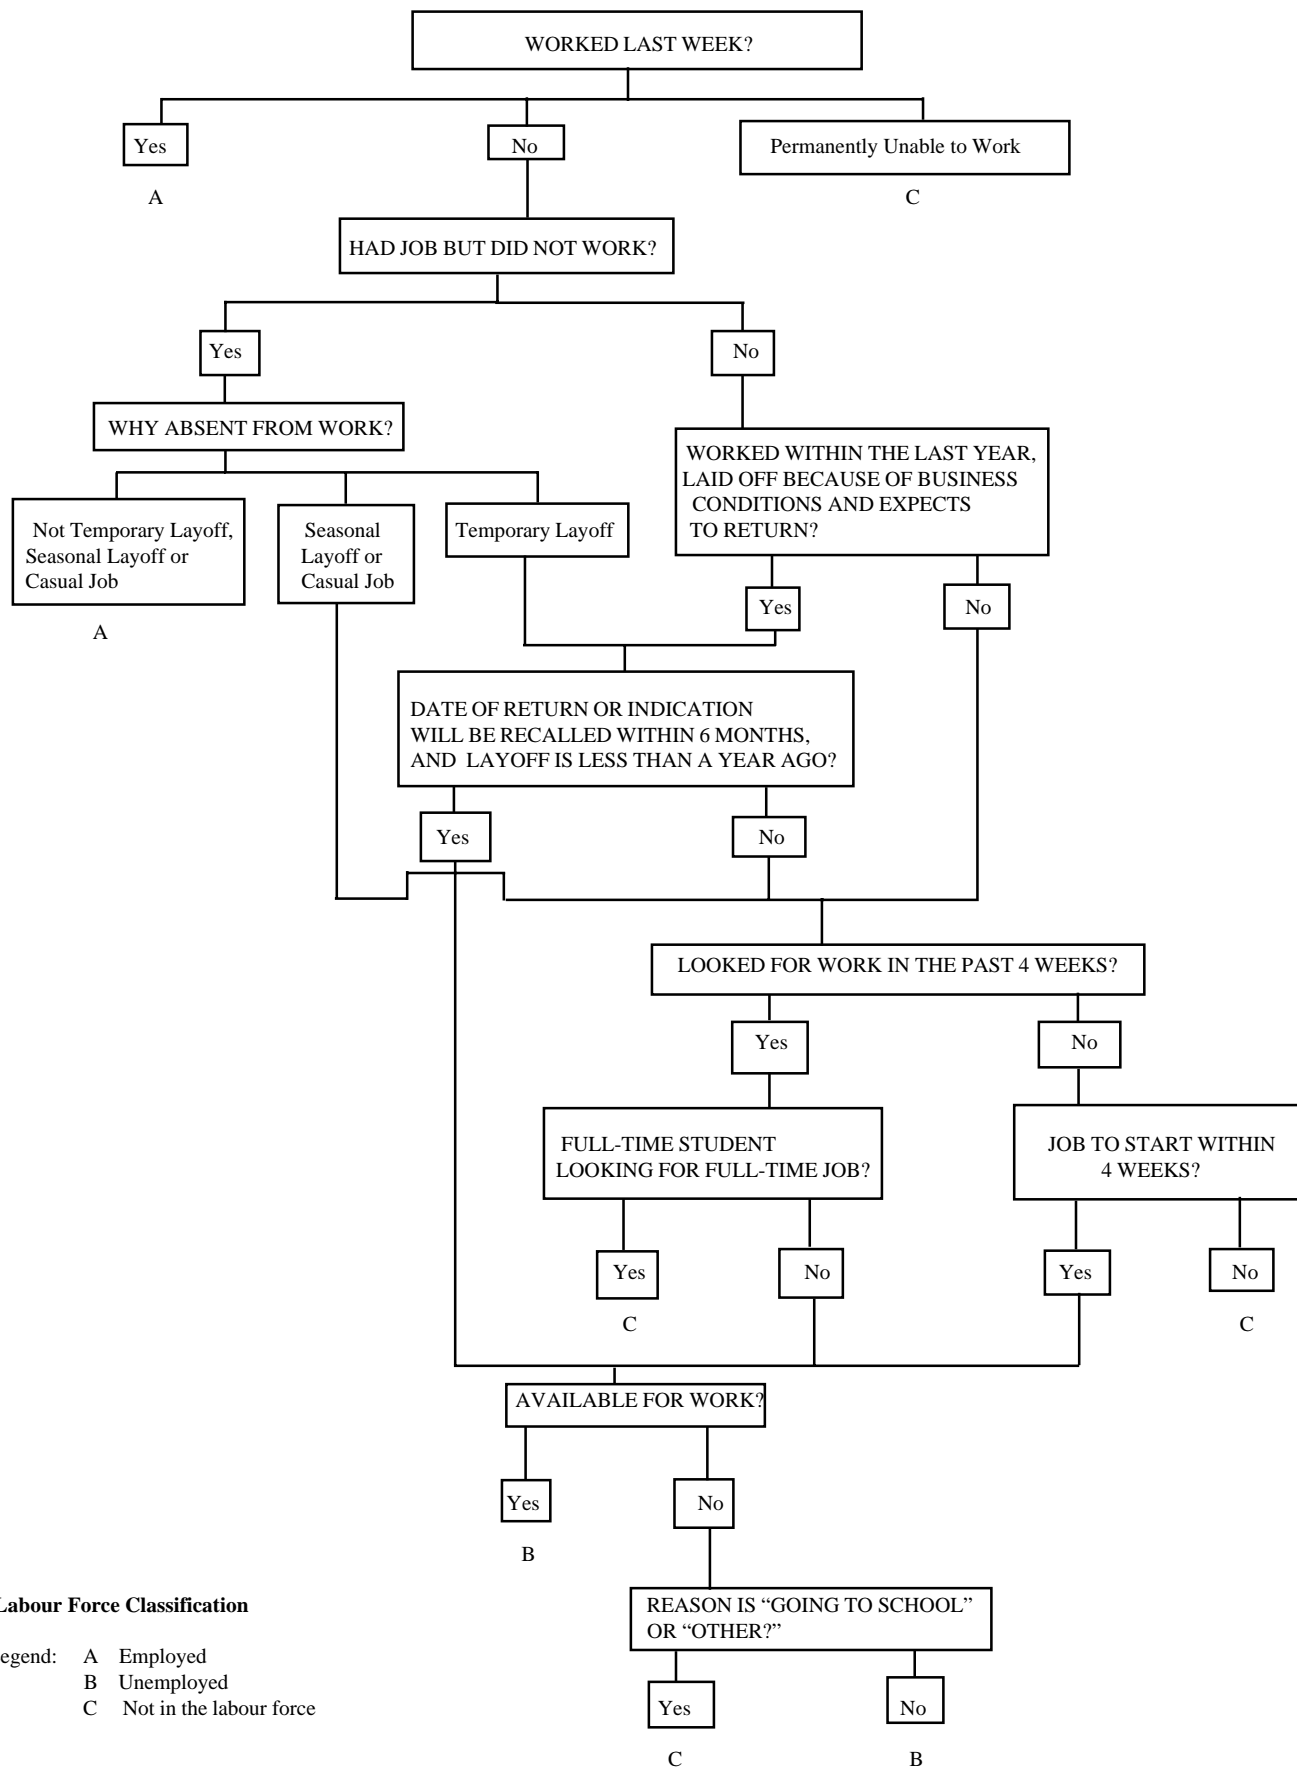 WORKED LAST WEEK?
Yes
No
Permanently Unable to Work
A
C
HAD JOB BUT DID NOT WORK?
Yes
No
WHY ABSENT FROM WORK?
WORKED WITHIN THE LAST YEAR,
LAID OFF BECAUSE OF BUSINESS
CONDITIONS AND EXPECTS
TO RETURN?
Not Temporary Layoff,
Seasonal Layoff or
Casual Job
Seasonal
Layoff or
Casual Job
Temporary Layoff
A
Yes
No
DATE OF RETURN OR INDICATION
WILL BE RECALLED WITHIN 6 MONTHS,
AND LAYOFF IS LESS THAN A YEAR AGO?
Yes
No
LOOKED FOR WORK IN THE PAST 4 WEEKS?
Yes
No
FULL-TIME STUDENT
LOOKING FOR FULL-TIME JOB?
JOB TO START WITHIN
4 WEEKS?
Yes
No
Yes
No
C
C
AVAILABLE FOR WORK?
Yes
No
B
REASON IS “GOING TO SCHOOL”
OR “OTHER?”
Yes
No
C
B
Labour Force Classification
egend: A Employed
B Unemployed
C Not in the labour force